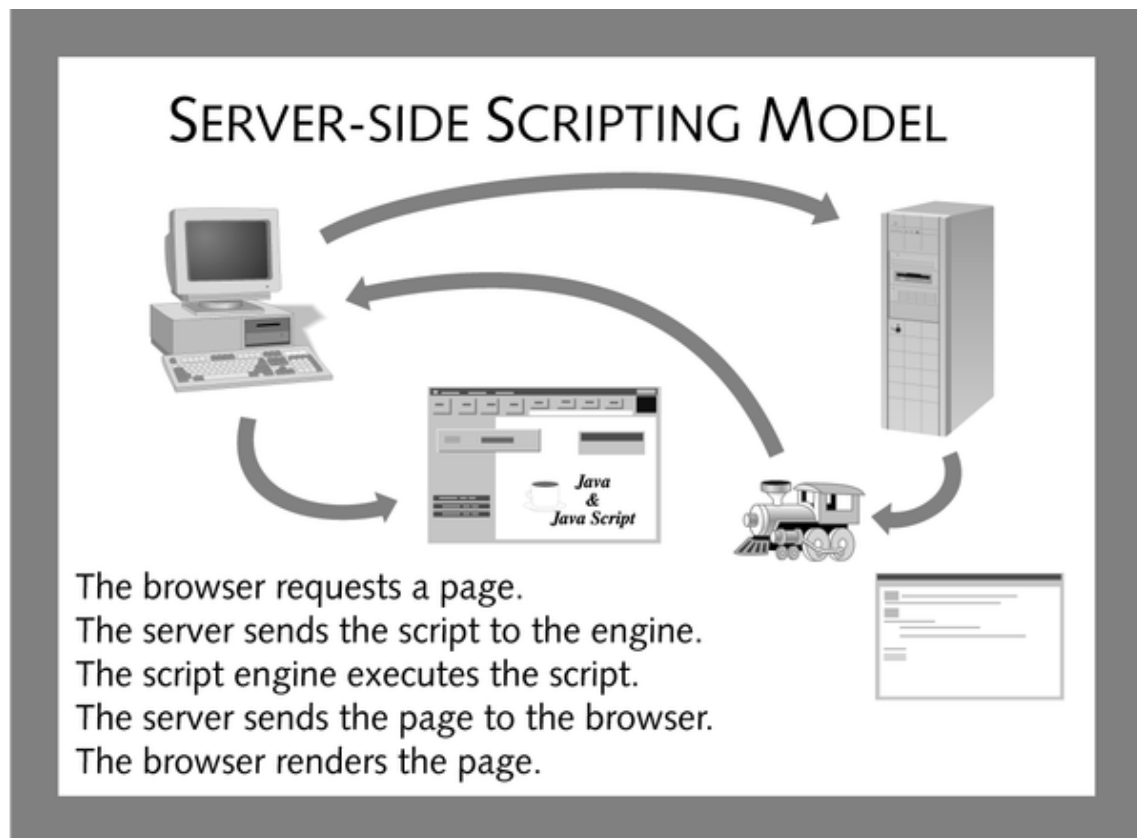 SERVER-SIDE SCRIPTING MODEL
Java
&
Java Script
The browser requests a page.
The server sends the script to the engine.
The script engine executes the script.
The server sends the page to the browser.
The browser renders the page.